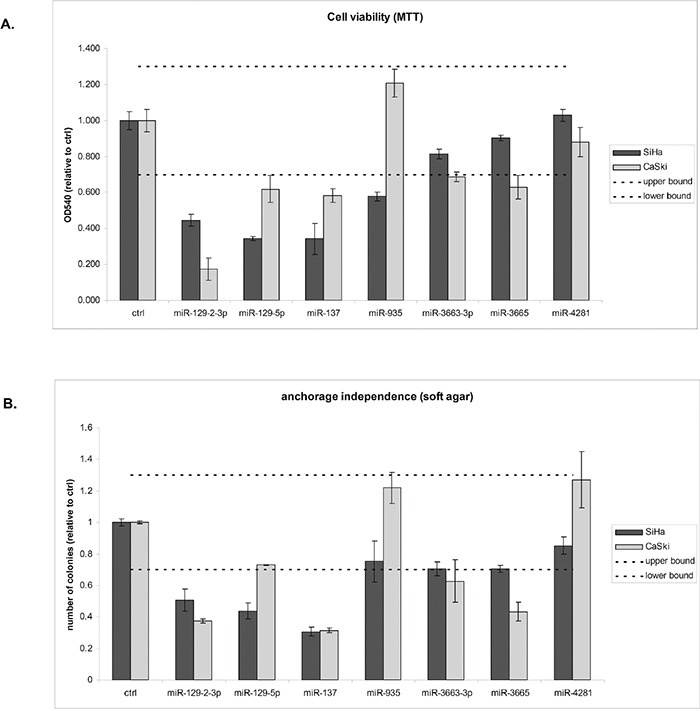 A.
Cell viability (MTT)
OD540 (relative to ctrl)
1.400
1.200
1.000
0.800
0.600
0.400
0.200
0.000
ctrl miR-129-2-3p miR-129-5p miR-137 miR-935 miR-3663-3p miR-3665 miR-4281
SiHa
CaSki
upper bound
lower bound
B.
anchorage independence (soft agar)
number of colonies (relative to ctrl)
1.6
1.4
1.2
1
0.8
0.6
0.4
0.2
0
ctrl miR-129-2-3p miR-129-5p miR-137 miR-935 miR-3663-3p miR-3665 miR-4281
SiHa
CaSki
upper bound
lower bound